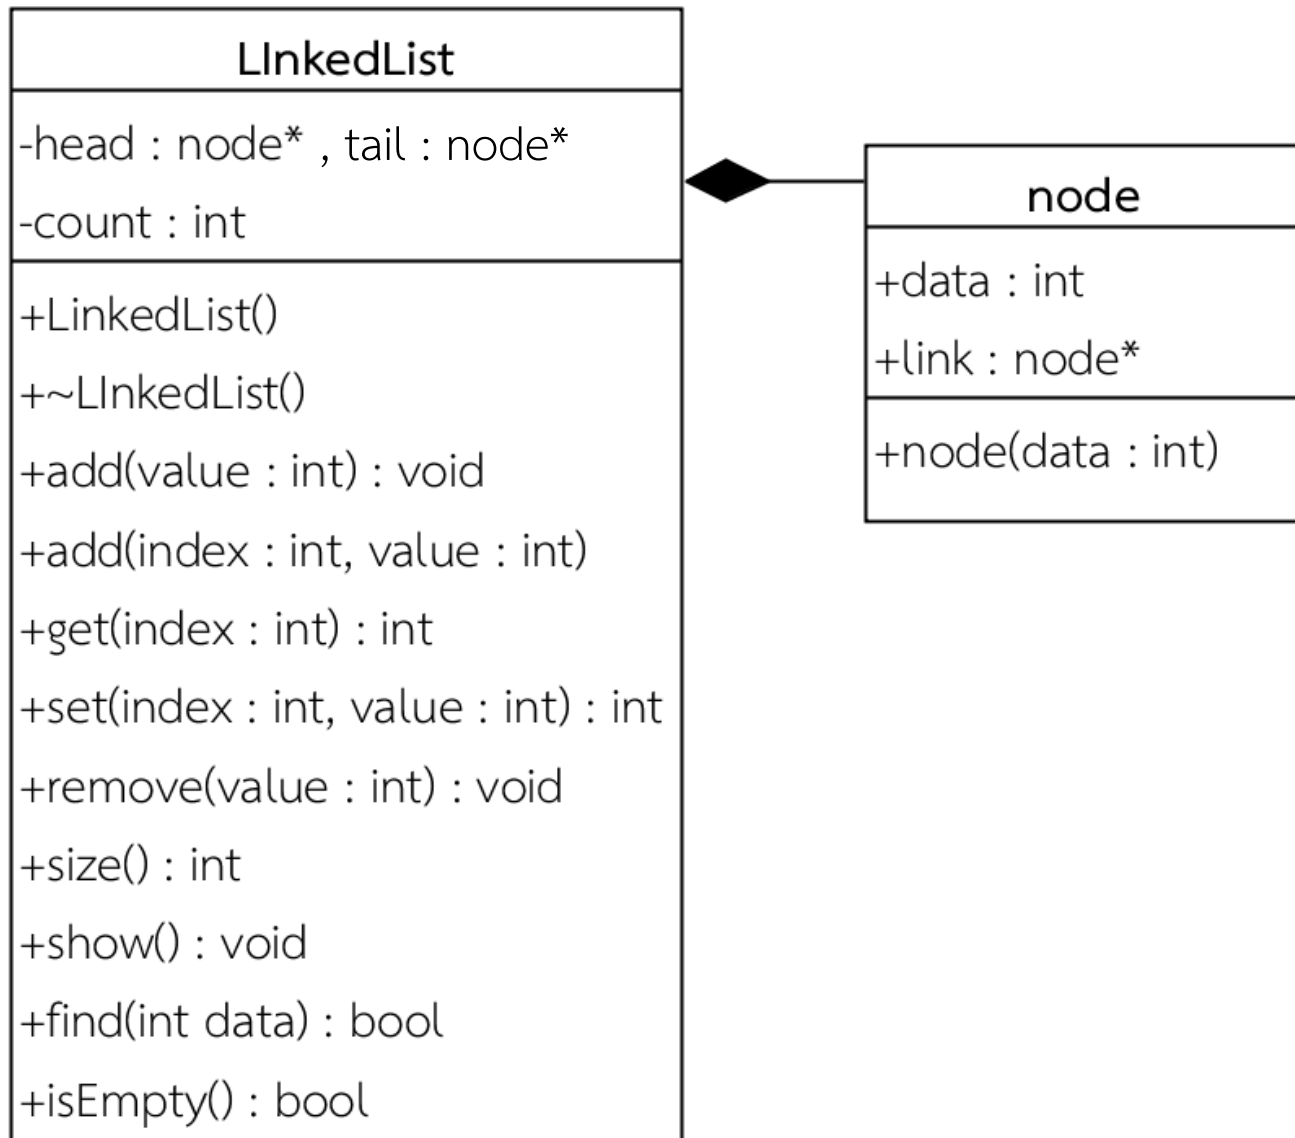 LInkedList
-head : node* , tail : node*
-count : int
+LinkedList()
+~LInkedList()
+add(value : int) : void
+add(index : int, value : int)
+get(index : int) : int
+set(index : int, value : int) : int
+remove(value : int) : void
+size() : int
+show() : void
+find(int data) : bool
+isEmpty() : bool
node
+data : int
+link : node*
+node(data : int)